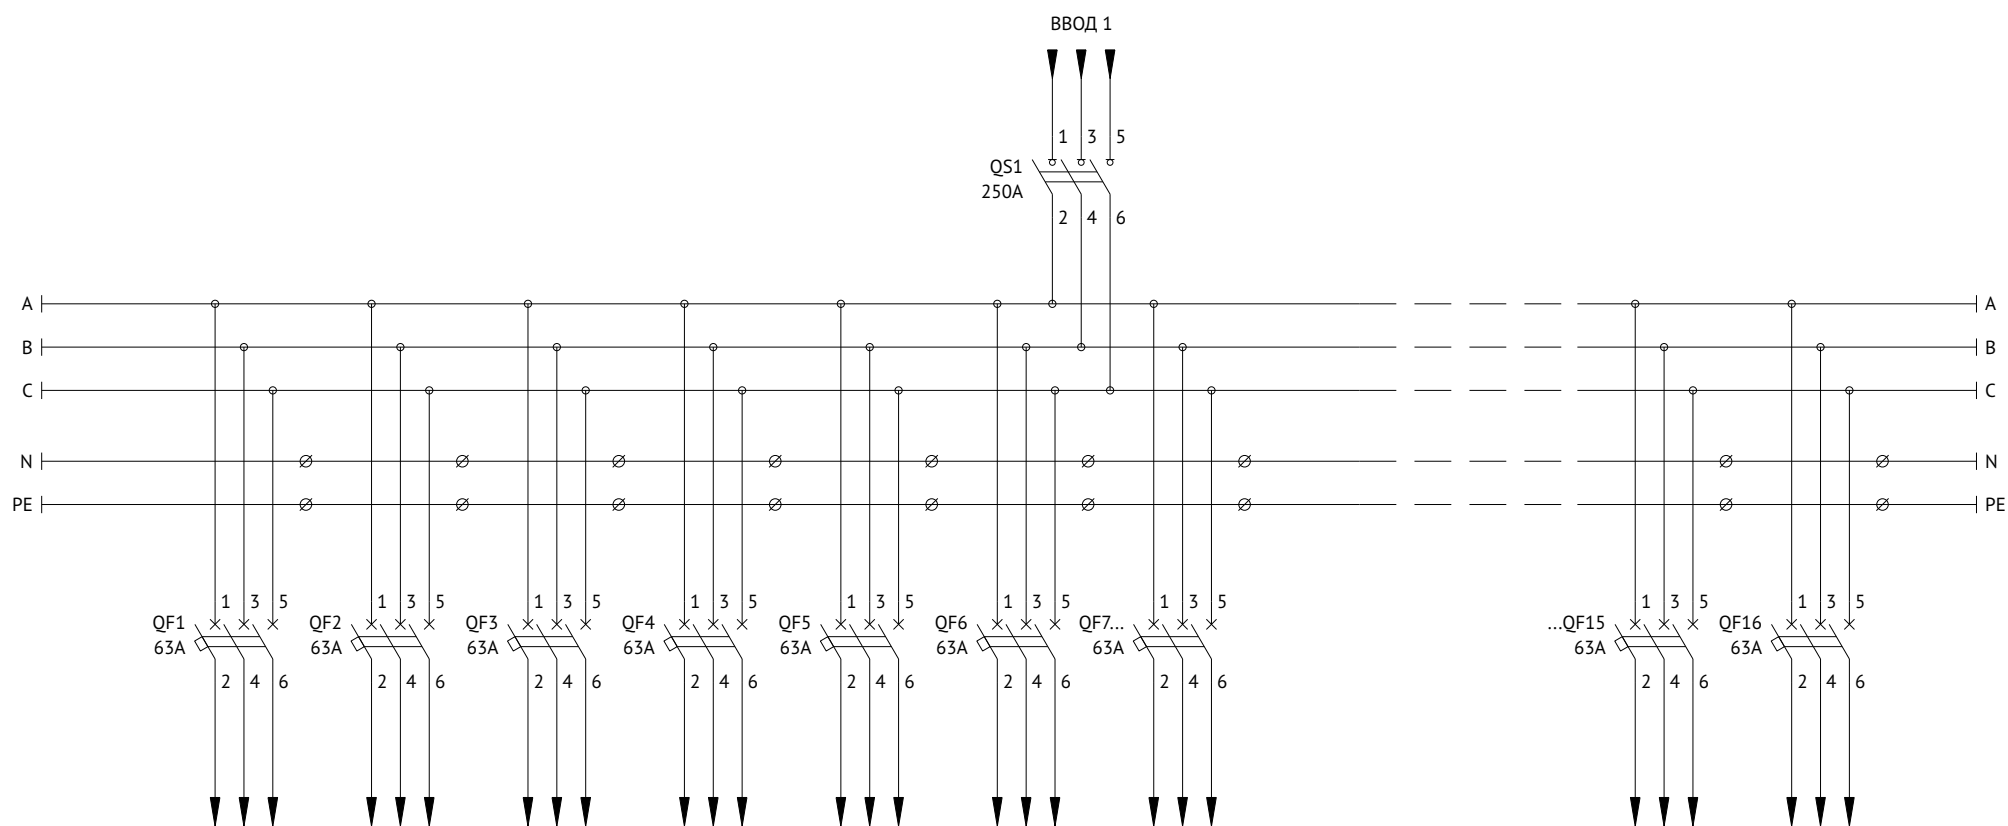 ВВОД 1
1 3 5
QS1
250А
2 4 6
A A
B B
C C
N N
PE PE
1 3 5 1 3 5 1 3 5 1 3 5 1 3 5 1 3 5 1 3 5 1 3 5 1 3 5
QF1 QF2 QF3 QF4 QF5 QF6 QF7... ...QF15 QF16
63А 63А 63А 63А 63А 63А 63А 63А 63А
2 4 6 2 4 6 2 4 6 2 4 6 2 4 6 2 4 6 2 4 6 2 4 6 2 4 6